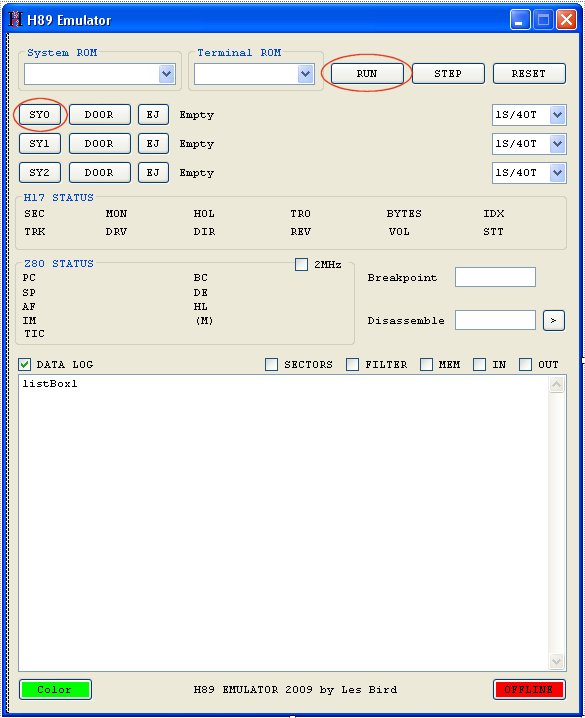 H89 Emulator
System ROM
Terminal ROM
RUN STEP RESET
SY0 DOOR EJ Empty 1S/40T
SY1 DOOR EJ Empty 1S/40T
SY2 DOOR EJ Empty 1S/40T
H17 STATUS
SEC MON HOL TRO BYTES IDX
TRK DRV DIR REV VOL STT
Z80 STATUS 2MHz
PC BC
SP DE
AF HL
IM (M)
TIC
Breakpoint
Disassemble >
DATA LOG SECTORS FILTER MEM IN OUT
listBox1
Color H89 EMULATOR 2009 by Les Bird OFFLINE